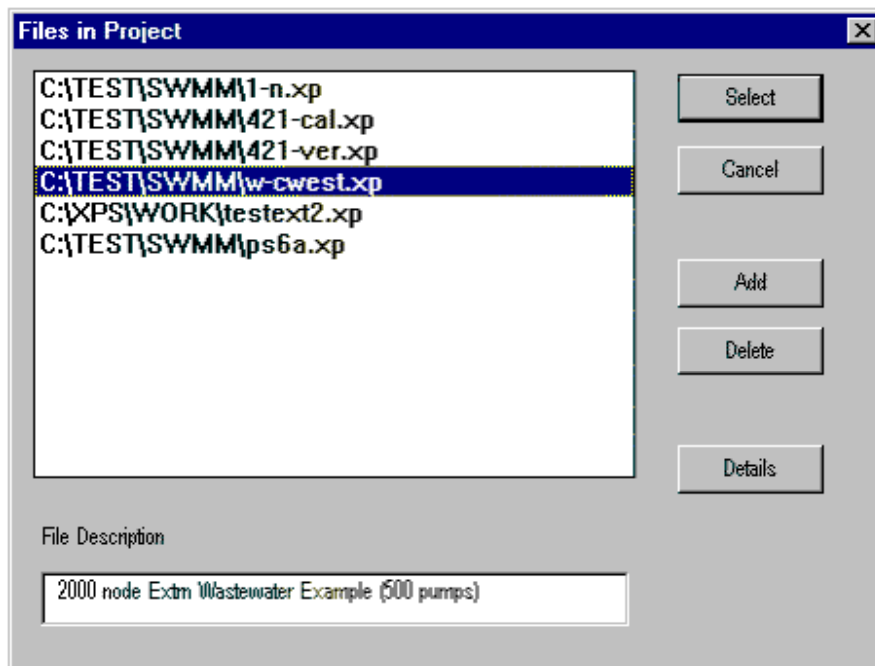 Files in Project
C:\TEST\SWMM\1-n.xp
C:\TEST\SWMM\421-cal.xp
C:\TEST\SWMM\421-ver.xp
C:\TEST\SWMM\w-cwest.xp
C:\XPS\WORK\testext2.xp
C:\TEST\SWMM\ps6a.xp
Select
Cancel
Add
Delete
Details
File Description
2000 node Extrn Wastewater Example (500 pumps)